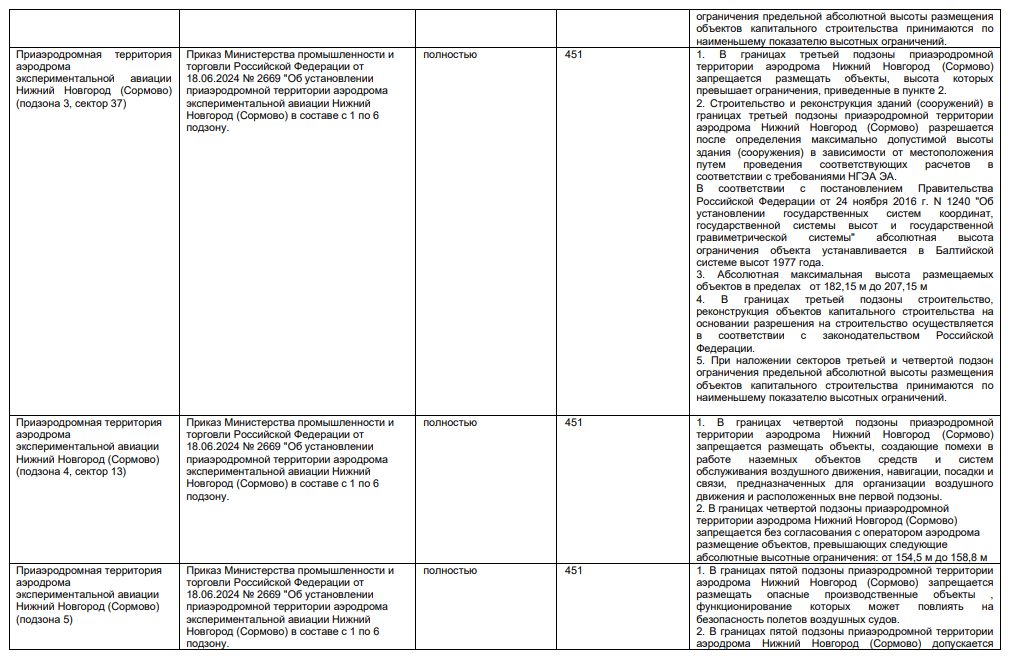 ограничения предельной абсолютной высоты размещения
объектов капитального строительства принимаются по
наименьшему показателю высотных ограничений.
Приаэродромная территория
аэродрома
экспериментальной авиации
Нижний Новгород (Сормово)
(подзона 3, сектор 37)
Приказ Министерства промышленности и
торговли Российской Федерации от
18.06.2024 № 2669 "Об установлении
приаэродромной территории аэродрома
экспериментальной авиации Нижний
Новгород (Сормово) в составе с 1 по 6
подзону.
полностью
451
1. В границах третьей подзоны приаэродромной
территории аэродрома Нижний Новгород (Сормово)
запрещается размещать объекты, высота которых
превышает ограничения, приведенные в пункте 2.
2. Строительство и реконструкция зданий (сооружений) в
границах третьей подзоны приаэродромной территории
аэродрома Нижний Новгород (Сормово) разрешается
после определения максимально допустимой высоты
здания (сооружения) в зависимости от местоположения
путем проведения соответствующих расчетов в
соответствии с требованиями НГЭА ЭА.
В соответствии с постановлением Правительства
Российской Федерации от 24 ноября 2016 г. N 1240 "Об
установлении государственных систем координат,
государственной системы высот и государственной
гравиметрической системы" абсолютная высота
ограничения объекта устанавливается в Балтийской
системе высот 1977 года.
3. Абсолютная максимальная высота размещаемых
объектов в пределах от 182,15 м до 207,15 м
4. В границах третьей подзоны строительство,
реконструкция объектов капитального строительства на
основании разрешения на строительство осуществляется
в соответствии с законодательством Российской
Федерации.
5. При наложении секторов третьей и четвертой подзон
ограничения предельной абсолютной высоты размещения
объектов капитального строительства принимаются по
наименьшему показателю высотных ограничений.
Приаэродромная территория
аэродрома
экспериментальной авиации
Нижний Новгород (Сормово)
(подзона 4, сектор 13)
Приказ Министерства промышленности и
торговли Российской Федерации от
18.06.2024 № 2669 "Об установлении
приаэродромной территории аэродрома
экспериментальной авиации Нижний
Новгород (Сормово) в составе с 1 по 6
подзону.
полностью
451
1. В границах четвертой подзоны приаэродромной
территории аэродрома Нижний Новгород (Сормово)
запрещается размещать объекты, создающие помехи в
работе наземных объектов средств и систем
обслуживания воздушного движения, навигации, посадки и
связи, предназначенных для организации воздушного
движения и расположенных вне первой подзоны.
2. В границах четвертой подзоны приаэродромной
территории аэродрома Нижний Новгород (Сормово)
запрещается без согласования с оператором аэродрома
размещение объектов, превышающих следующие
абсолютные высотные ограничения: от 154,5 м до 158,8 м
Приаэродромная территория
аэродрома
экспериментальной авиации
Нижний Новгород (Сормово)
(подзона 5)
Приказ Министерства промышленности и
торговли Российской Федерации от
18.06.2024 № 2669 "Об установлении
приаэродромной территории аэродрома
экспериментальной авиации Нижний
Новгород (Сормово) в составе с 1 по 6
подзону.
полностью
451
1. В границах пятой подзоны приаэродромной территории
аэродрома Нижний Новгород (Сормово) запрещается
размещать опасные производственные объекты ,
функционирование которых может повлиять на
безопасность полетов воздушных судов.
2. В границах пятой подзоны приаэродромной территории
аэродрома Нижний Новгород (Сормово) допускается